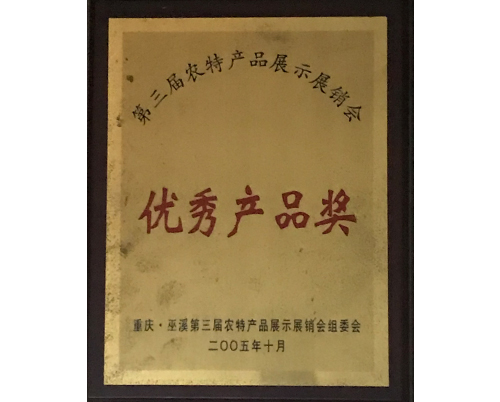 第三届农特产品展示展销会
优秀产品奖
重庆·巫溪第三届农特产品展示展销会组委会
二〇〇五年十月